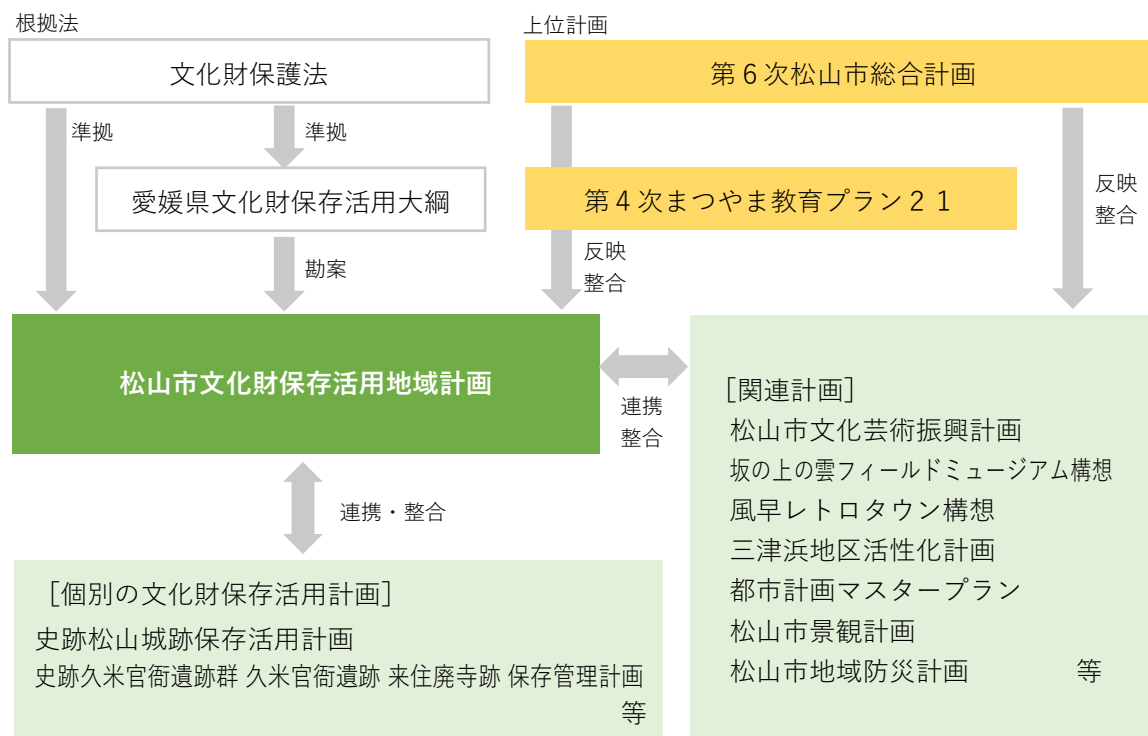 根拠法
上位計画
文化財保護法
第6次松山市総合計画
準拠
準拠
愛媛県文化財保存活用大綱
第4次まつやま教育プラン２１
反映
整合
勘案
反映
整合
松山市文化財保存活用地域計画
連携
整合
［関連計画］
松山市文化芸術振興計画
坂の上の雲フィールドミュージアム構想
風早レトロタウン構想
三津浜地区活性化計画
都市計画マスタープラン
松山市景観計画
松山市地域防災計画　　　　等
連携・整合
［個別の文化財保存活用計画］
史跡松山城跡保存活用計画
史跡久米官衙遺跡群 久米官衙遺跡 来住廃寺跡 保存管理計画
等